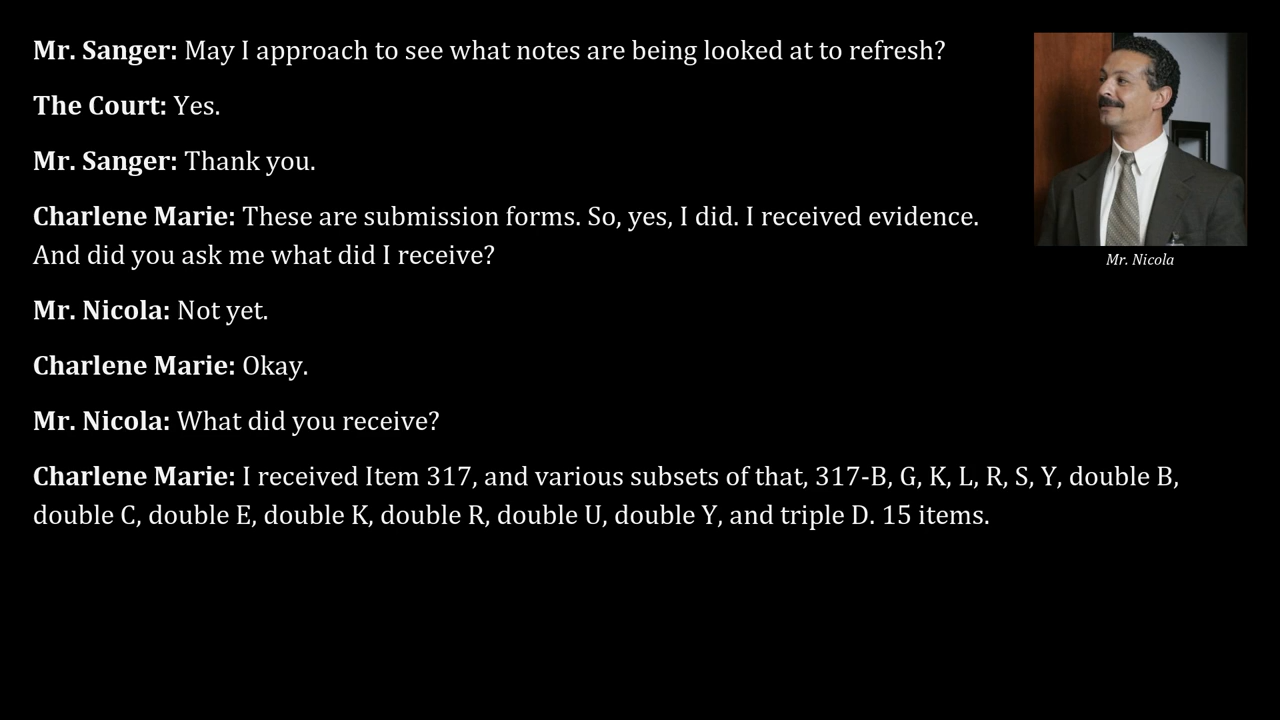 Mr. Sanger: May I approach to see what notes are being looked at to refresh?
The Court: Yes.
Mr. Sanger: Thank you.
Charlene Marie: These are submission forms. So, yes, I did. I received evidence.
And did you ask me what did I receive?
Mr. Nicola
Mr. Nicola: Not yet.
Charlene Marie: Okay.
Mr. Nicola: What did you receive?
Charlene Marie: I received Item 317, and various subsets of that, 317-B, G, K, L, R, S, Y, double B,
double C, double E, double K, double R, double U, double Y, and triple D. 15 items.